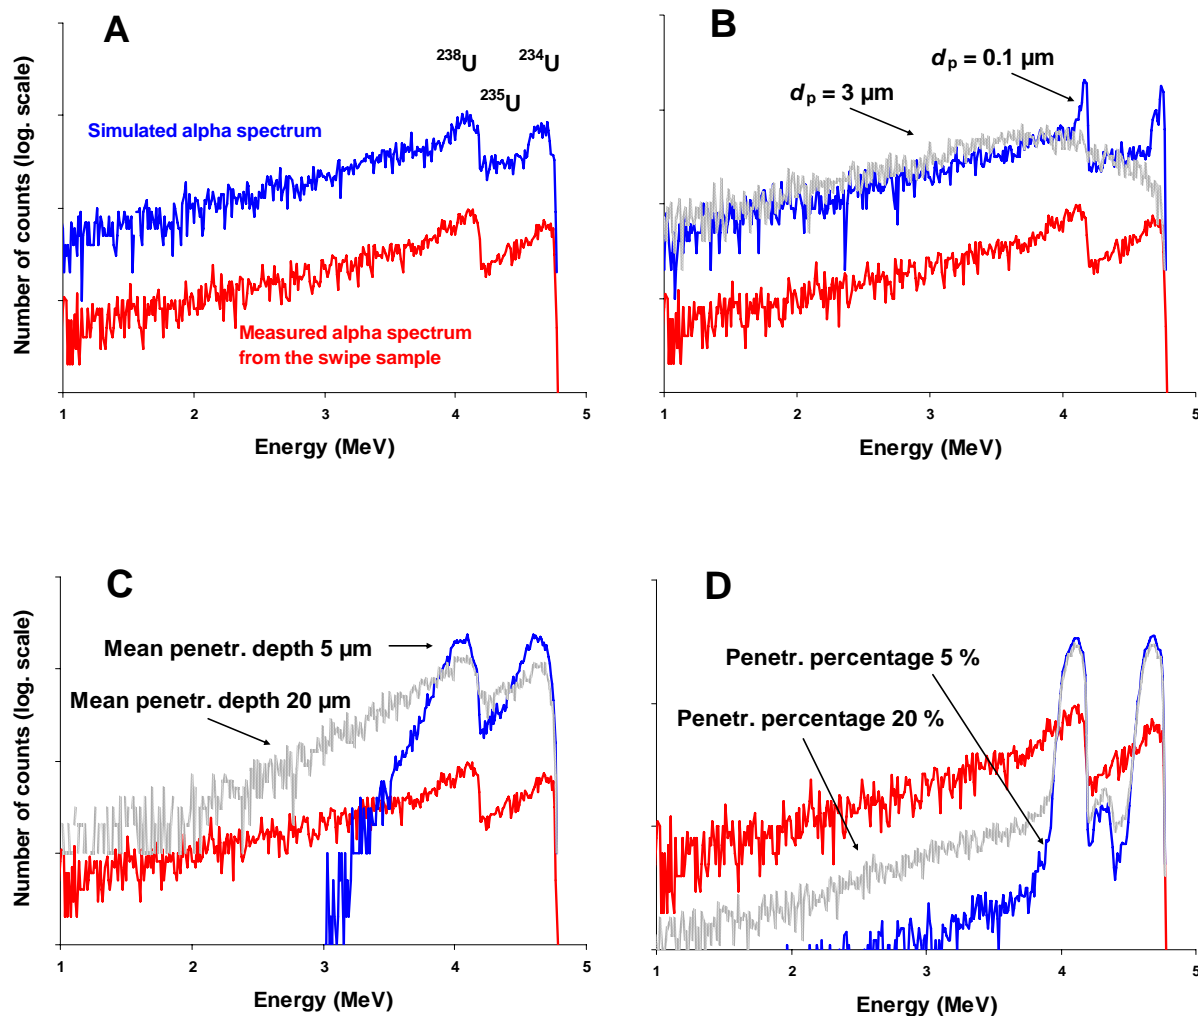 A
²³⁸U
²³⁴U
²³⁵U
Simulated alpha spectrum
Measured alpha spectrum
from the swipe sample
Number of counts (log. scale)
1 2 3 4 5
Energy (MeV)
B
dₚ = 0.1 µm
dₚ = 3 µm
1 2 3 4 5
Energy (MeV)
C
Mean penetr. depth 5 µm
Mean penetr. depth 20 µm
Number of counts (log. scale)
1 2 3 4 5
Energy (MeV)
D
Penetr. percentage 5 %
Penetr. percentage 20 %
1 2 3 4 5
Energy (MeV)